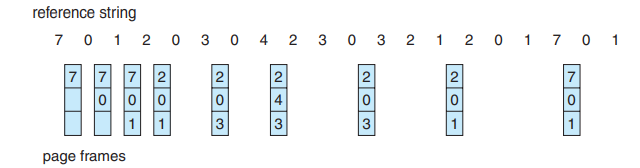 reference string
7 0 1 2 0 3 0 4 2 3 0 3 2 1 2 0 1 7 0 1
7 7 7 2 2 2 2 2 7
0 0 0 0 4 0 0 0
1 1 3 3 3 1 1
page frames